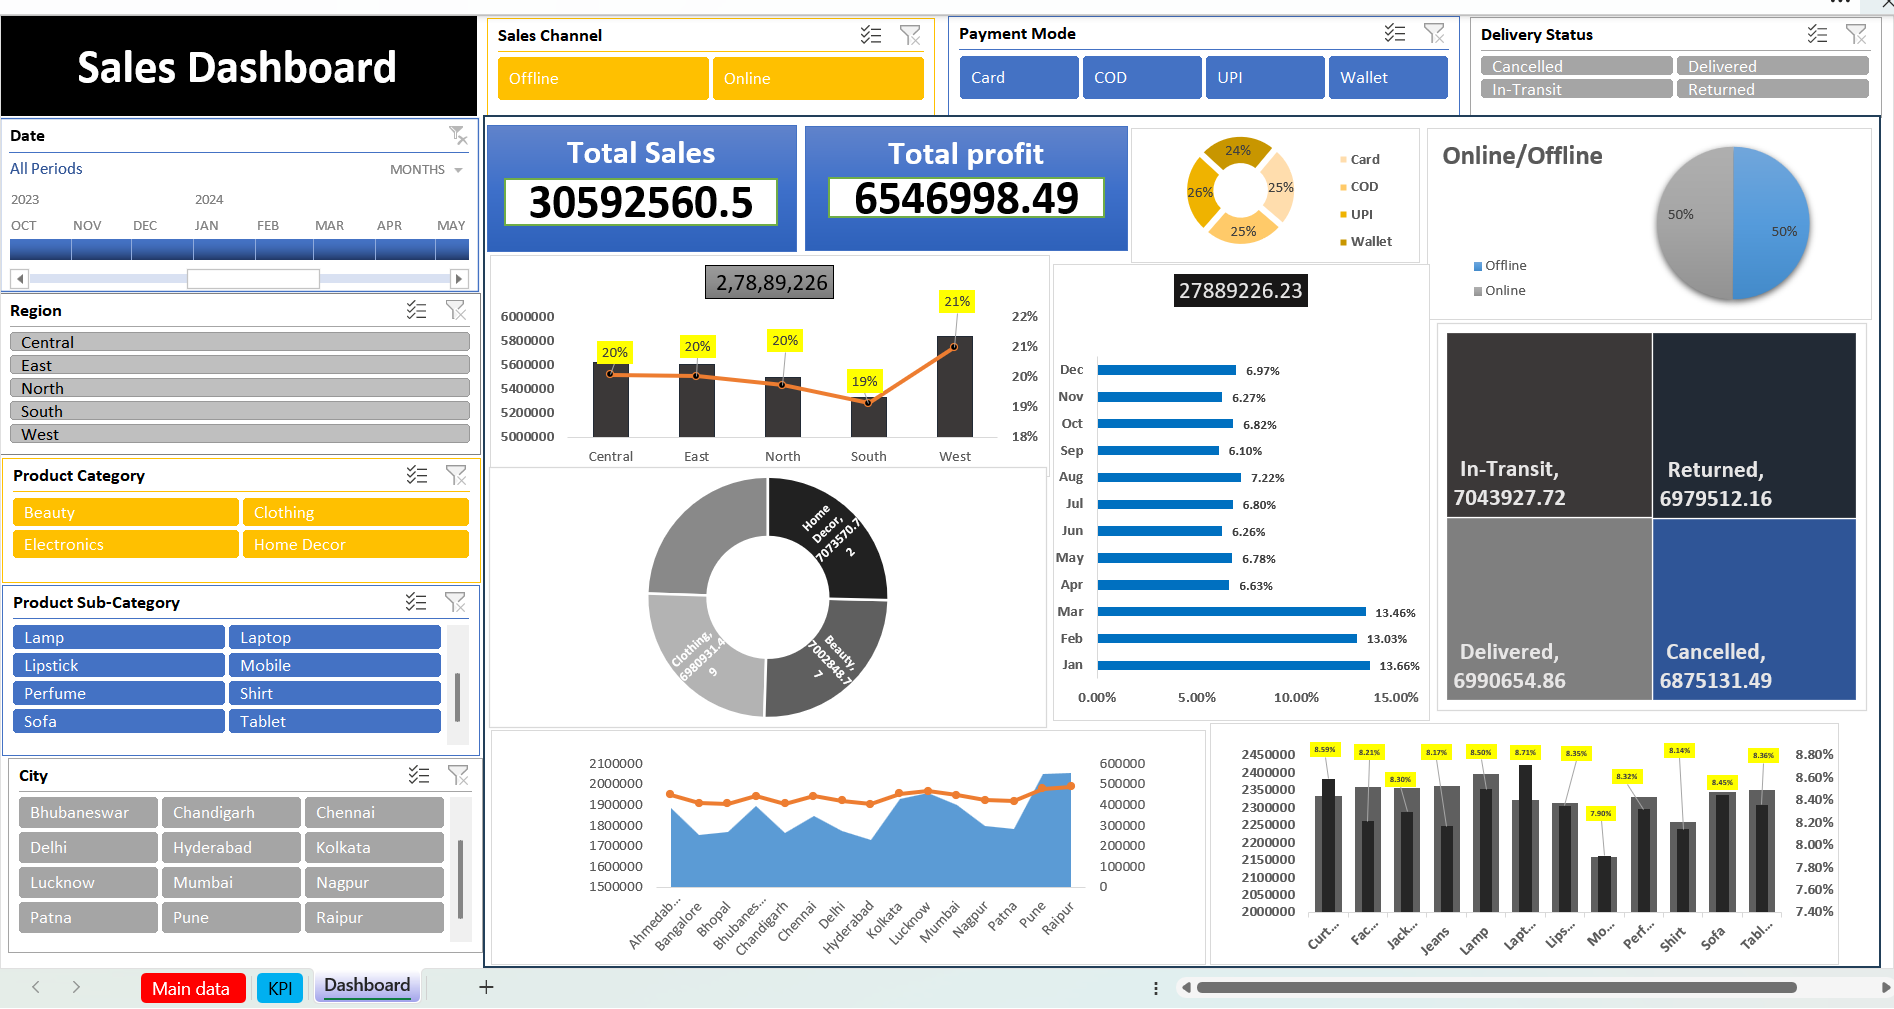 Sales Dashboard
Sales Channel
Offline
Online
Payment Mode
Card
COD
UPI
Wallet
Delivery Status
Cancelled
Delivered
In-Transit
Returned
Date
All Periods
MONTHS
2023
2024
OCT
NOV
DEC
JAN
FEB
MAR
APR
MAY
Region
Central
East
North
South
West
Product Category
Beauty
Clothing
Electronics
Home Decor
Product Sub-Category
Lamp
Laptop
Lipstick
Mobile
Perfume
Shirt
Sofa
Tablet
City
Bhubaneswar
Chandigarh
Chennai
Delhi
Hyderabad
Kolkata
Lucknow
Mumbai
Nagpur
Patna
Pune
Raipur
Total Sales
30592560.5
Total profit
6546998.49
24%
25%
26%
25%
Card
COD
UPI
Wallet
Online/Offline
50%
50%
Offline
Online
2,78,89,226
6000000
5800000
5600000
5400000
5200000
5000000
20%
20%
20%
19%
21%
22%
21%
20%
19%
18%
Central
East
North
South
West
27889226.23
Dec
6.97%
Nov
6.27%
Oct
6.82%
Sep
6.10%
Aug
7.22%
Jul
6.80%
Jun
6.26%
May
6.78%
Apr
6.63%
Mar
13.46%
Feb
13.03%
Jan
13.66%
0.00%
5.00%
10.00%
15.00%
In-Transit,
7043927.72
Returned,
6979512.16
Delivered,
6990654.86
Cancelled,
6875131.49
Home
Decor,
7073570.7
2
Beauty,
7002848.7
7
Clothing,
6980931.4
9
2100000
2000000
1900000
1800000
1700000
1600000
1500000
600000
500000
400000
300000
200000
100000
0
Ahmedab...
Bangalore
Bhopal
Bhubanes...
Chandigarh
Chennai
Delhi
Hyderabad
Kolkata
Lucknow
Mumbai
Nagpur
Patna
Pune
Raipur
2450000
2400000
2350000
2300000
2250000
2200000
2150000
2100000
2050000
2000000
8.59%
8.21%
8.30%
8.17%
8.50%
8.71%
8.35%
7.90%
8.32%
8.14%
8.45%
8.36%
8.80%
8.60%
8.40%
8.20%
8.00%
7.80%
7.60%
7.40%
Curt...
Fac...
Jack...
Jeans
Lamp
Lapt...
Lips...
Mo...
Perf...
Shirt
Sofa
Tabl...
Main data
KPI
Dashboard